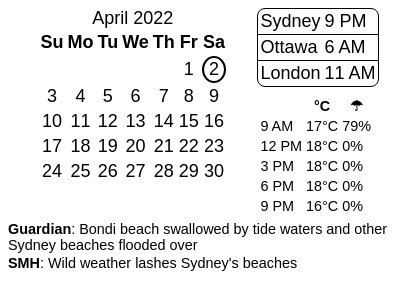 April 2022
Su Mo Tu We Th Fr Sa
1 2
3 4 5 6 7 8 9
10 11 12 13 14 15 16
17 18 19 20 21 22 23
24 25 26 27 28 29 30
Sydney 9 PM
Ottawa 6 AM
London 11 AM
°C ☂
9 AM 17°C 79%
12 PM 18°C 0%
3 PM 18°C 0%
6 PM 18°C 0%
9 PM 16°C 0%
Guardian: Bondi beach swallowed by tide waters and other
Sydney beaches flooded over
SMH: Wild weather lashes Sydney's beaches